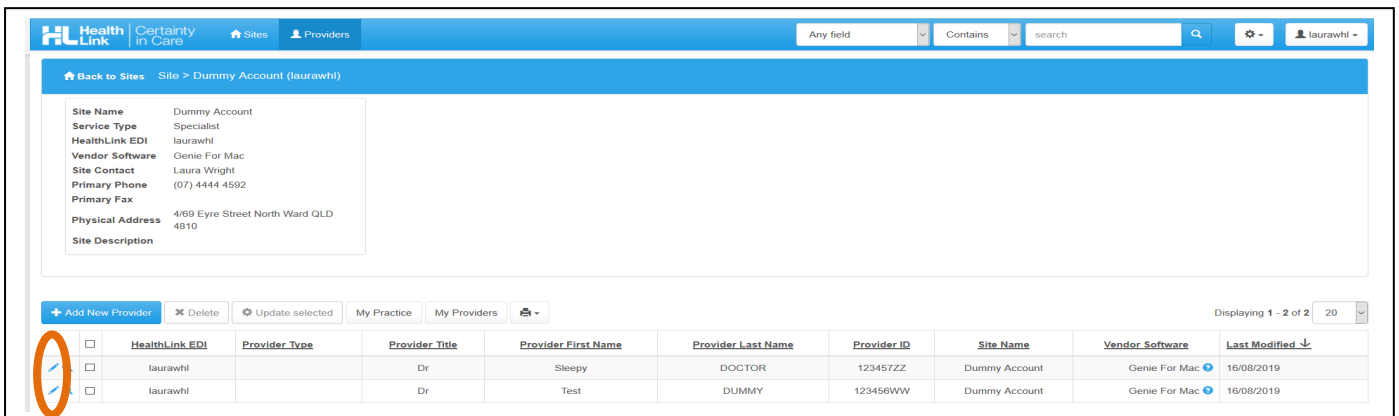 HL Health Link Certainty in Care Sites Providers Any field Contains search laurawhl
Back to Sites Site > Dummy Account (laurawhl)
Site Name Dummy Account
Service Type Specialist
HealthLink EDI laurawhl
Vendor Software Genie For Mac
Site Contact Laura Wright
Primary Phone (07) 4444 4592
Primary Fax
Physical Address 4/69 Eyre Street North Ward QLD 4810
Site Description
+ Add New Provider Delete Update selected My Practice My Providers Displaying 1 - 2 of 2 20
HealthLink EDI Provider Type Provider Title Provider First Name Provider Last Name Provider ID Site Name Vendor Software Last Modified
laurawhl Dr Sleepy DOCTOR 123457ZZ Dummy Account Genie For Mac ? 16/08/2019
laurawhl Dr Test DUMMY 123456WW Dummy Account Genie For Mac ? 16/08/2019